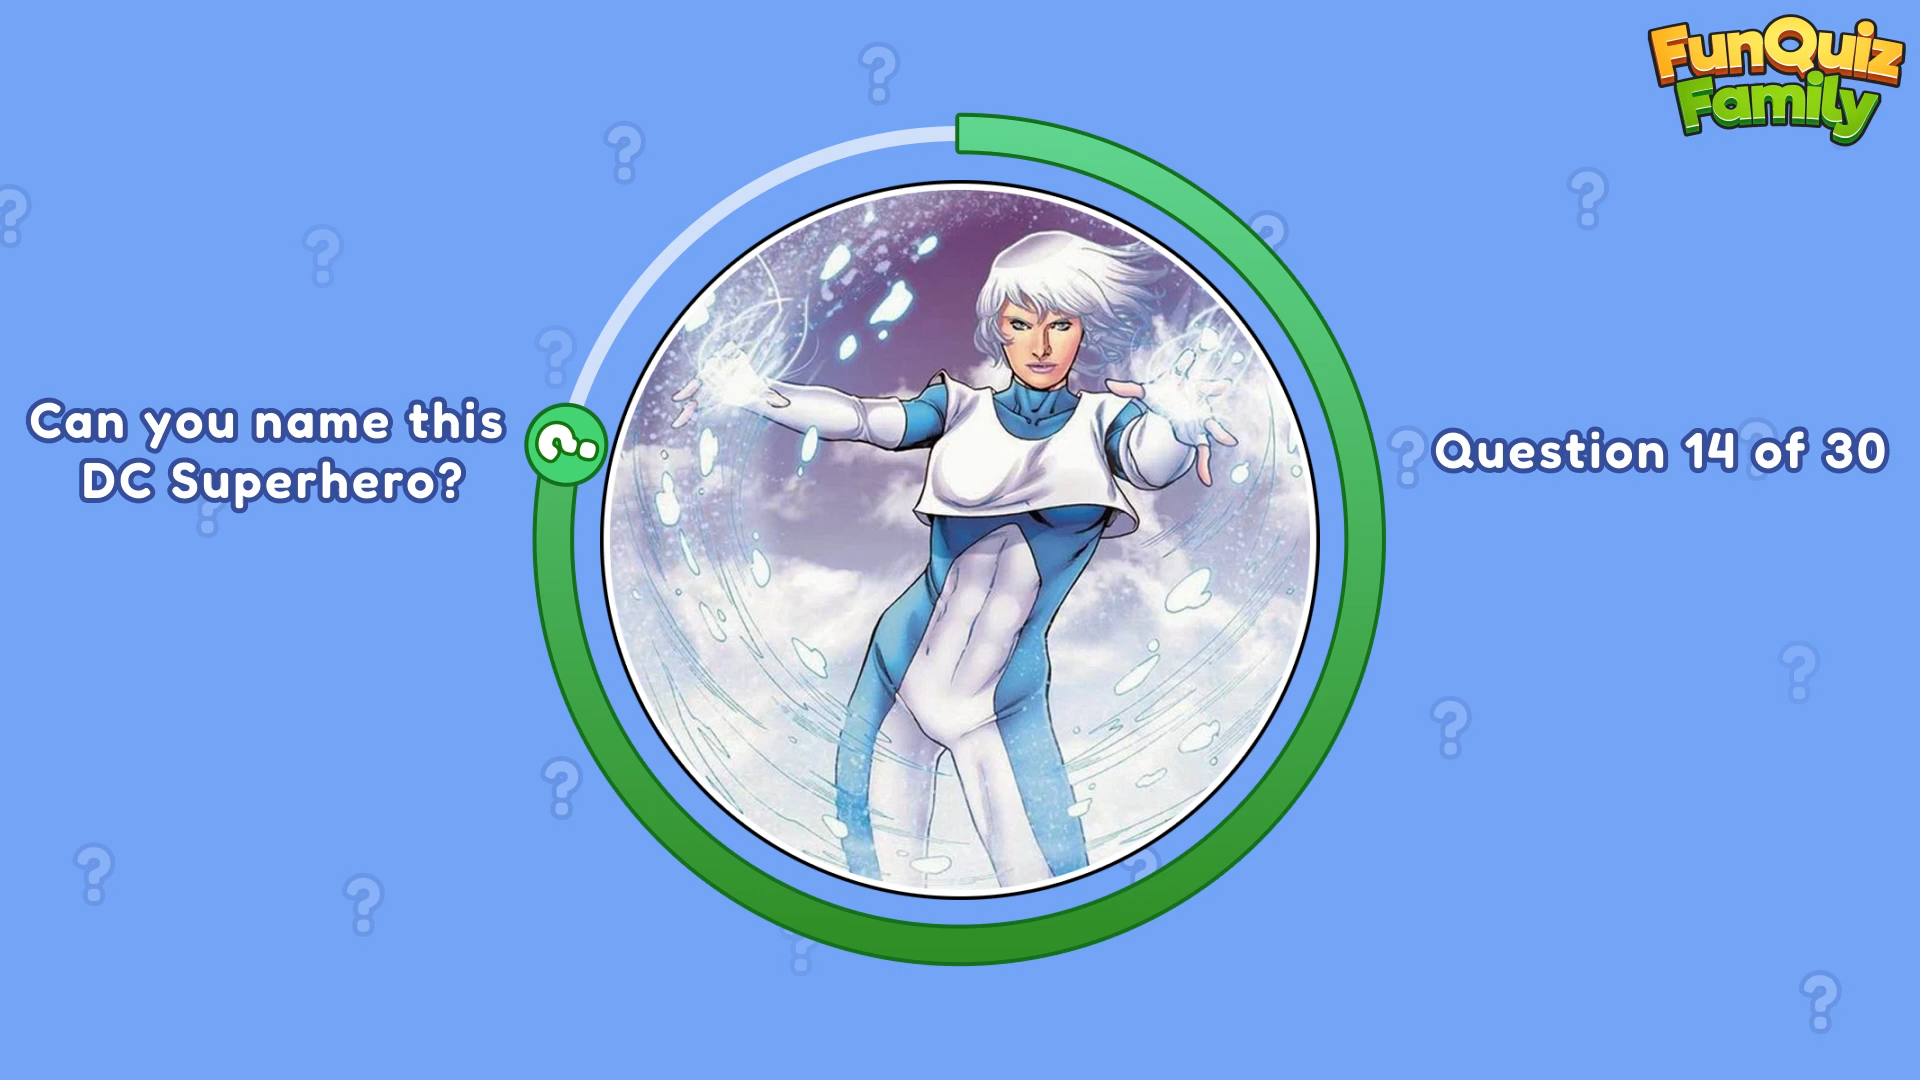 FunQuiz
Family
Can you name this
DC Superhero?
Question 14 of 30